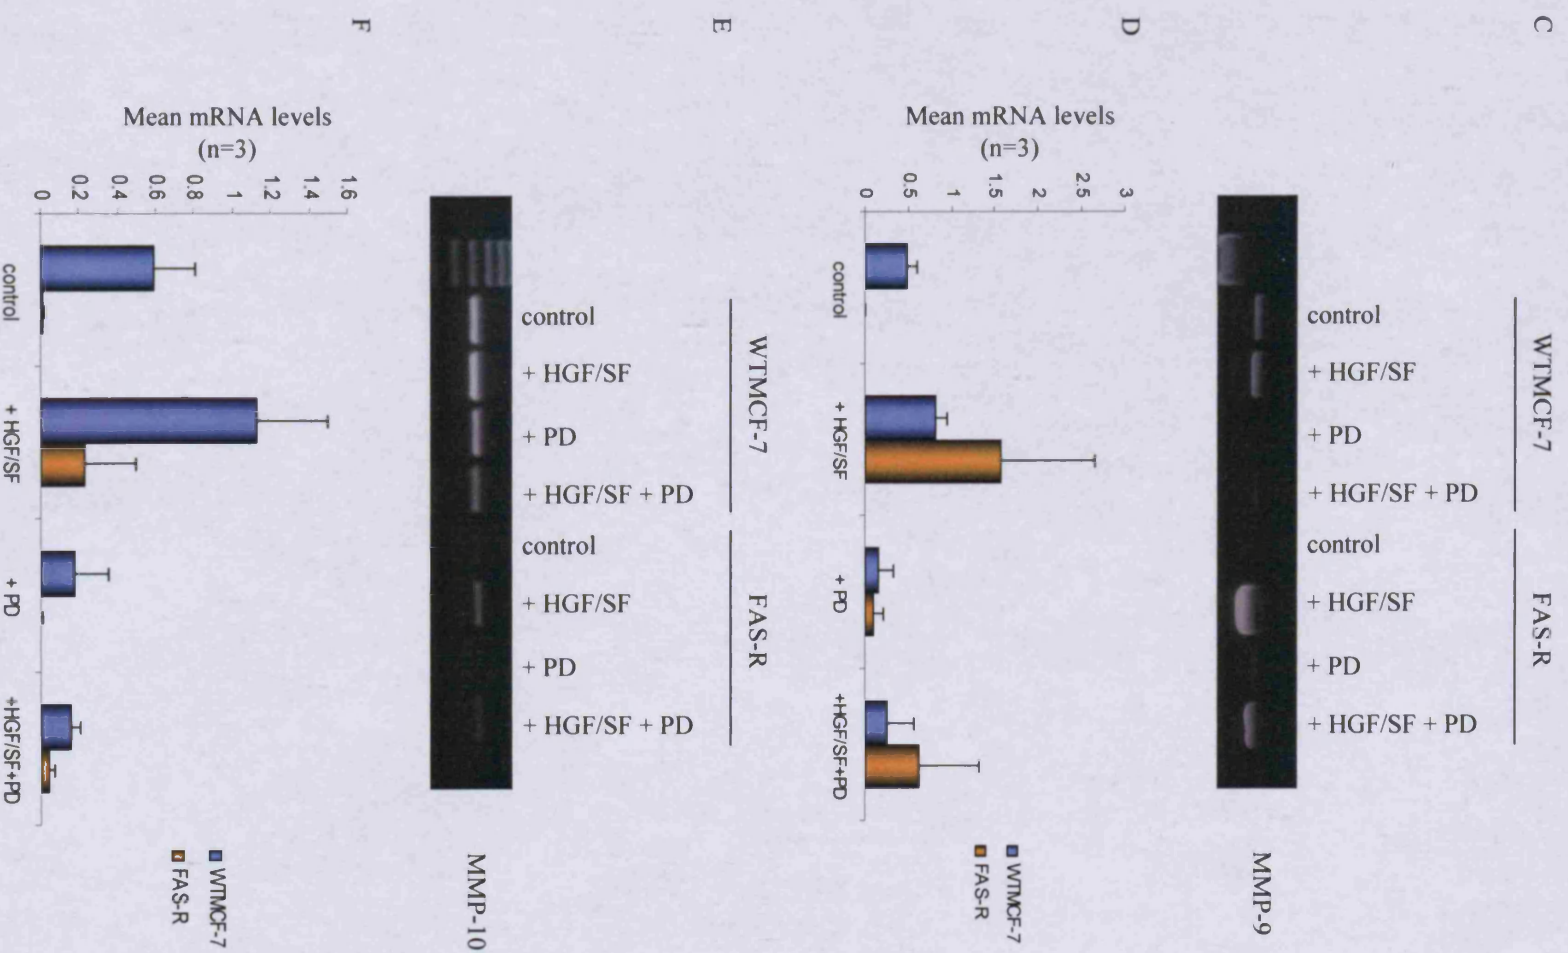 C
WTMCF-7
FAS-R
control
+ HGF/SF
+ PD
+ HGF/SF + PD
control
+ HGF/SF
+ PD
+ HGF/SF + PD
MMP-9
D
Mean mRNA levels
(n=3)
3
2.5
2
1.5
1
0.5
0
control
+ HGF/SF
+ PD
+HGF/SF+PD
WTMCF-7
FAS-R
E
WTMCF-7
FAS-R
control
+ HGF/SF
+ PD
+ HGF/SF + PD
control
+ HGF/SF
+ PD
+ HGF/SF + PD
MMP-10
F
Mean mRNA levels
(n=3)
1.6
1.4
1.2
1
0.8
0.6
0.4
0.2
0
control
+ HGF/SF
+ PD
+HGF/SF+PD
WTMCF-7
FAS-R